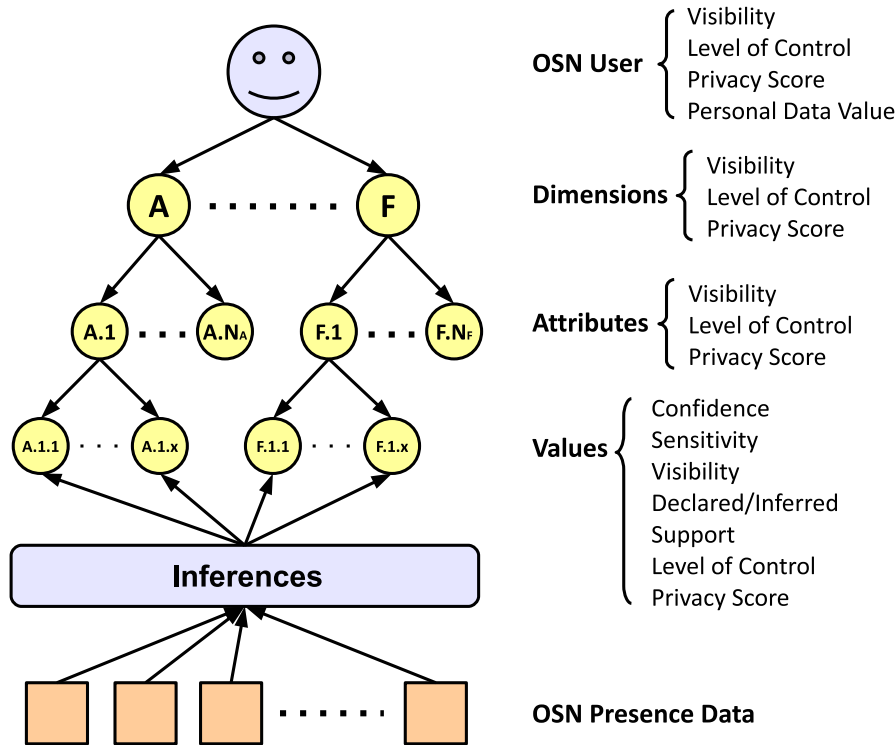 OSN User
Visibility
Level of Control
Privacy Score
Personal Data Value
A
F
Dimensions
Visibility
Level of Control
Privacy Score
A.1
A.NA
F.1
F.NF
Attributes
Visibility
Level of Control
Privacy Score
A.1.1
A.1.x
F.1.1
F.1.x
Values
Confidence
Sensitivity
Visibility
Declared/Inferred
Support
Level of Control
Privacy Score
Inferences
OSN Presence Data